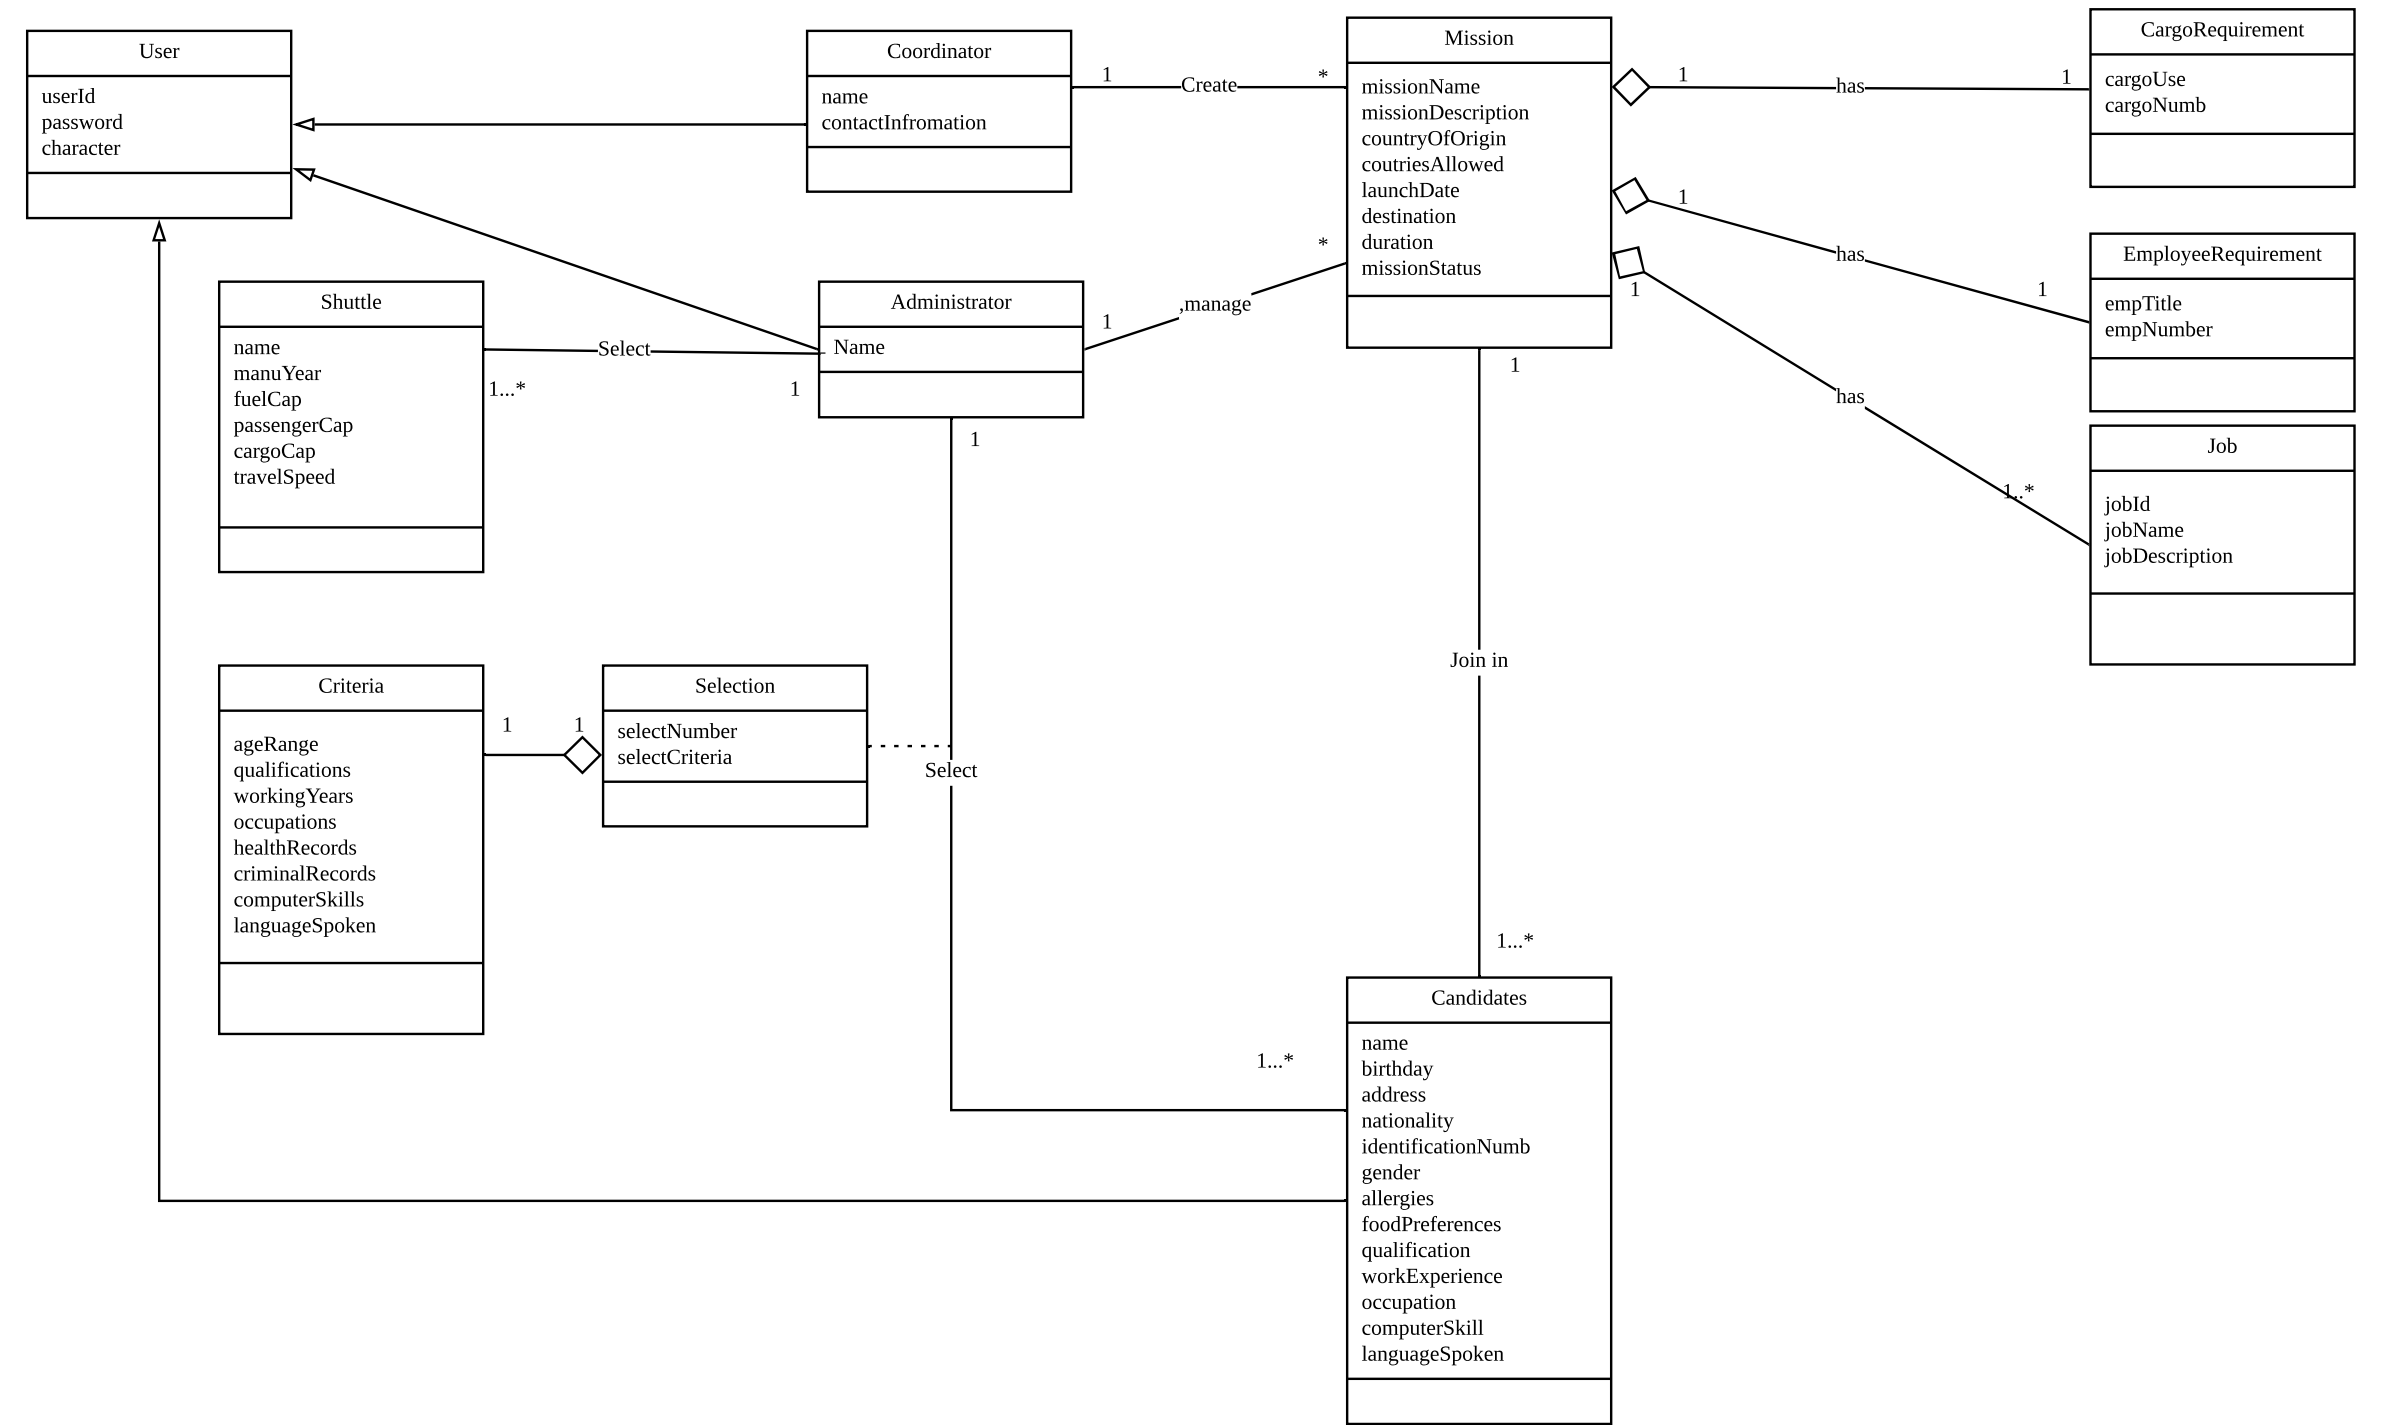 User
userId
password
character
Coordinator
name
contactInfromation
1
Create
*
Mission
missionName
missionDescription
countryOfOrigin
coutriesAllowed
launchDate
destination
duration
missionStatus
1
has
1
CargoRequirement
cargoUse
cargoNumb
1
has
1
EmployeeRequirement
empTitle
empNumber
1
has
1..*
Job
jobId
jobName
jobDescription
Shuttle
name
manuYear
fuelCap
passengerCap
cargoCap
travelSpeed
Select
1...*
1
Administrator
Name
1
,manage
*
1
1
Join in
1...*
Criteria
ageRange
qualifications
workingYears
occupations
healthRecords
criminalRecords
computerSkills
languageSpoken
1
1
Selection
selectNumber
selectCriteria
Select
1...*
Candidates
name
birthday
address
nationality
identificationNumb
gender
allergies
foodPreferences
qualification
workExperience
occupation
computerSkill
languageSpoken